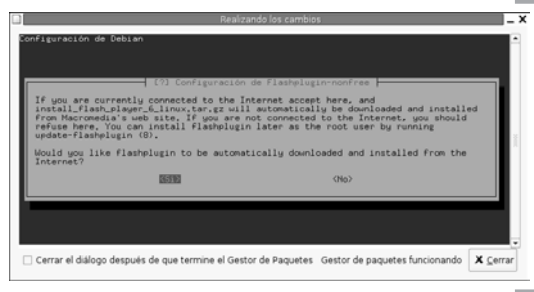 Realizando los cambios
Configuración de Debian
[?] Configuración de Flashplugin-nonfree
If you are currently connected to the Internet accept here, and
install_flash_player_6_linux.tar.gz will automatically be downloaded and installed
from Macromedia's web site. If you are not connected to the Internet, you should
refuse here. You can install flashplugin later as the root user by running
update-flashplugin (8).
Would you like flashplugin to be automatically downloaded and installed from the
Internet?
<Sí> <No>
Cerrar el diálogo después de que termine el Gestor de Paquetes Gestor de paquetes funcionando Cerrar